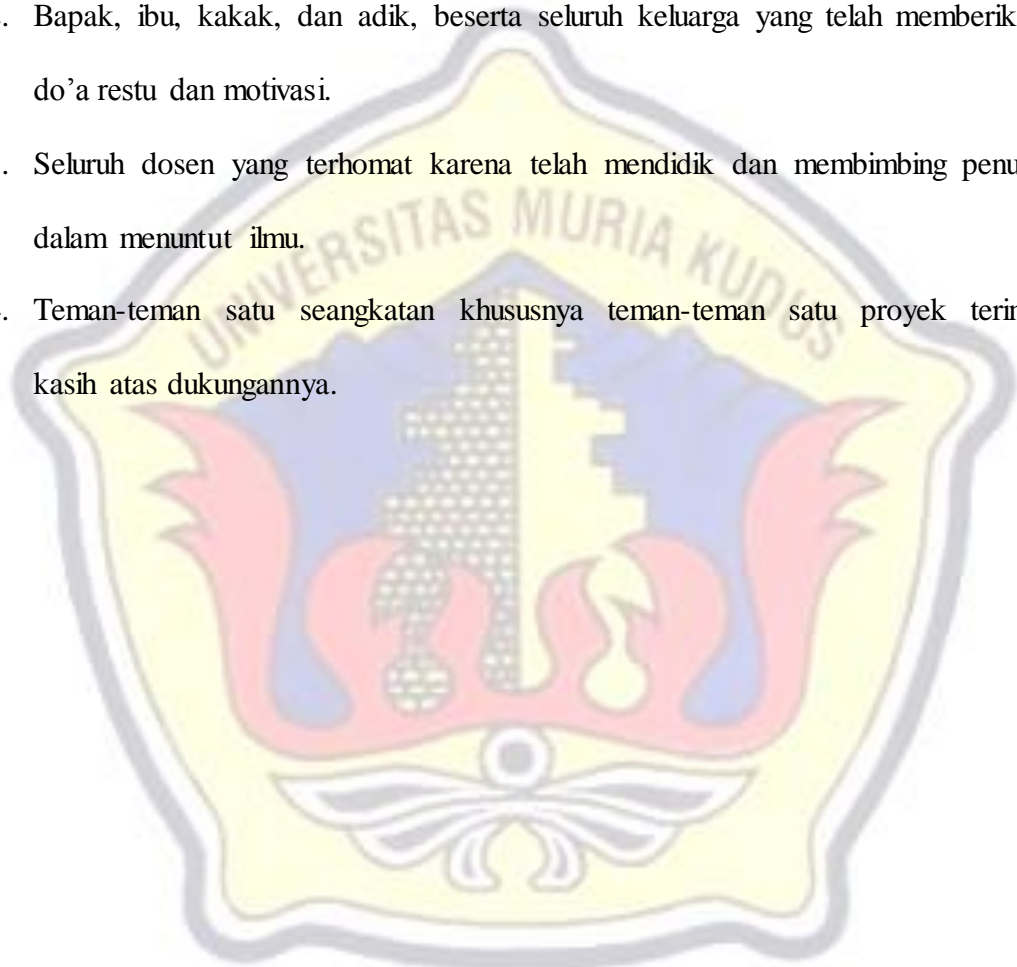 . Bapak, ibu, kakak, dan adik, beserta seluruh keluarga yang telah memberik
do’a restu dan motivasi.
. Seluruh dosen yang terhomat karena telah mendidik dan membimbing penu
dalam menuntut ilmu.
UNIVERSITAS MURIA KUDUS
. Teman-teman satu seangkatan khususnya teman-teman satu proyek terim
kasih atas dukungannya.